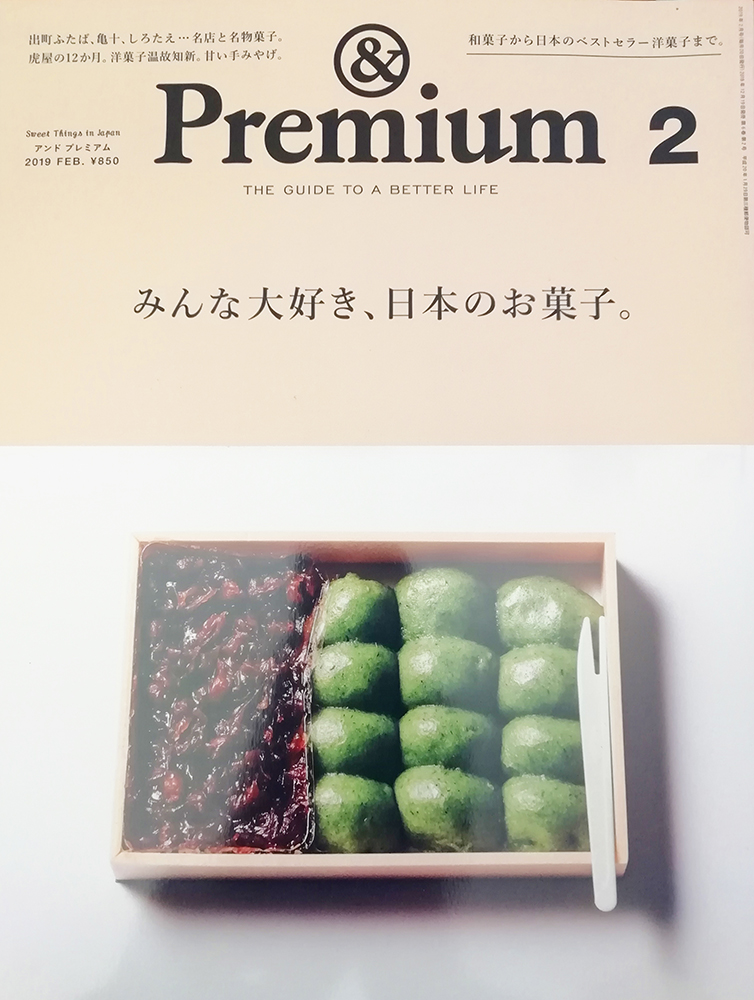 出町ふたば、亀十、しろたえ…名店と名物菓子。
虎屋の12か月。洋菓子温故知新。甘い手みやげ。
和菓子から日本のベストセラー洋菓子まで。
&
Premium 2
Sweet Things in Japan
アンド プレミアム
2019 FEB. ¥850
THE GUIDE TO A BETTER LIFE
みんな大好き、日本のお菓子。